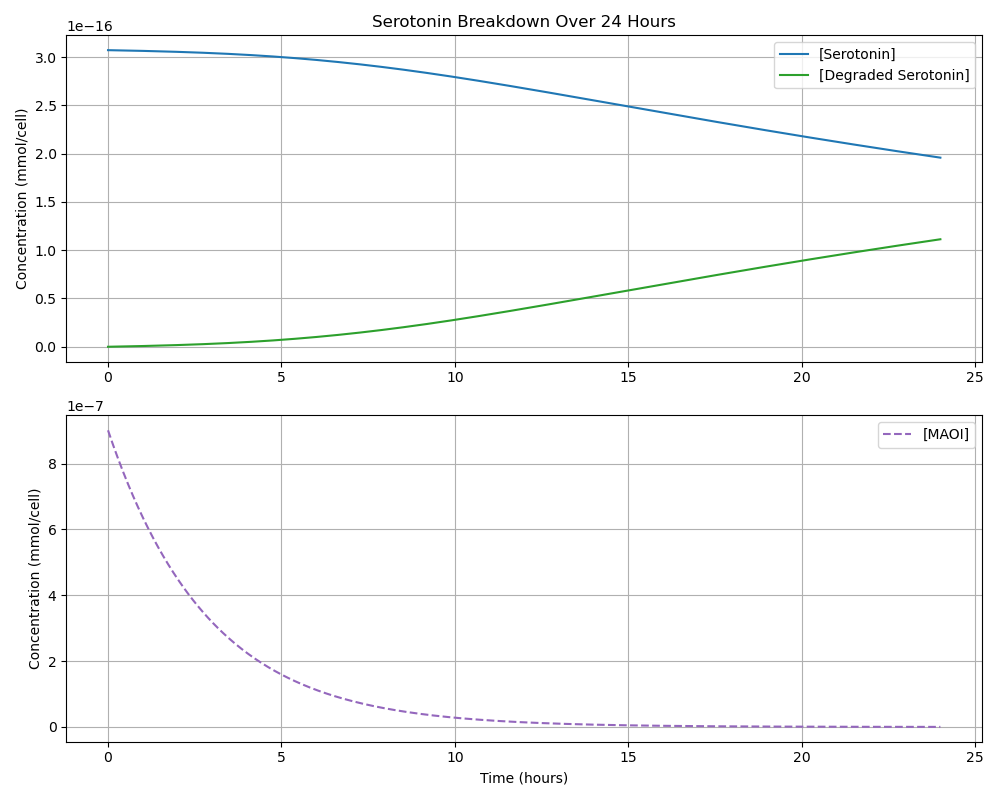 Serotonin Breakdown Over 24 Hours
1e−16
3.0
2.5
2.0
1.5
1.0
0.5
0.0
Concentration (mmol/cell)
[Serotonin]
[Degraded Serotonin]
0 5 10 15 20 25
1e−7
8
6
4
2
0
Concentration (mmol/cell)
[MAOI]
0 5 10 15 20 25
Time (hours)